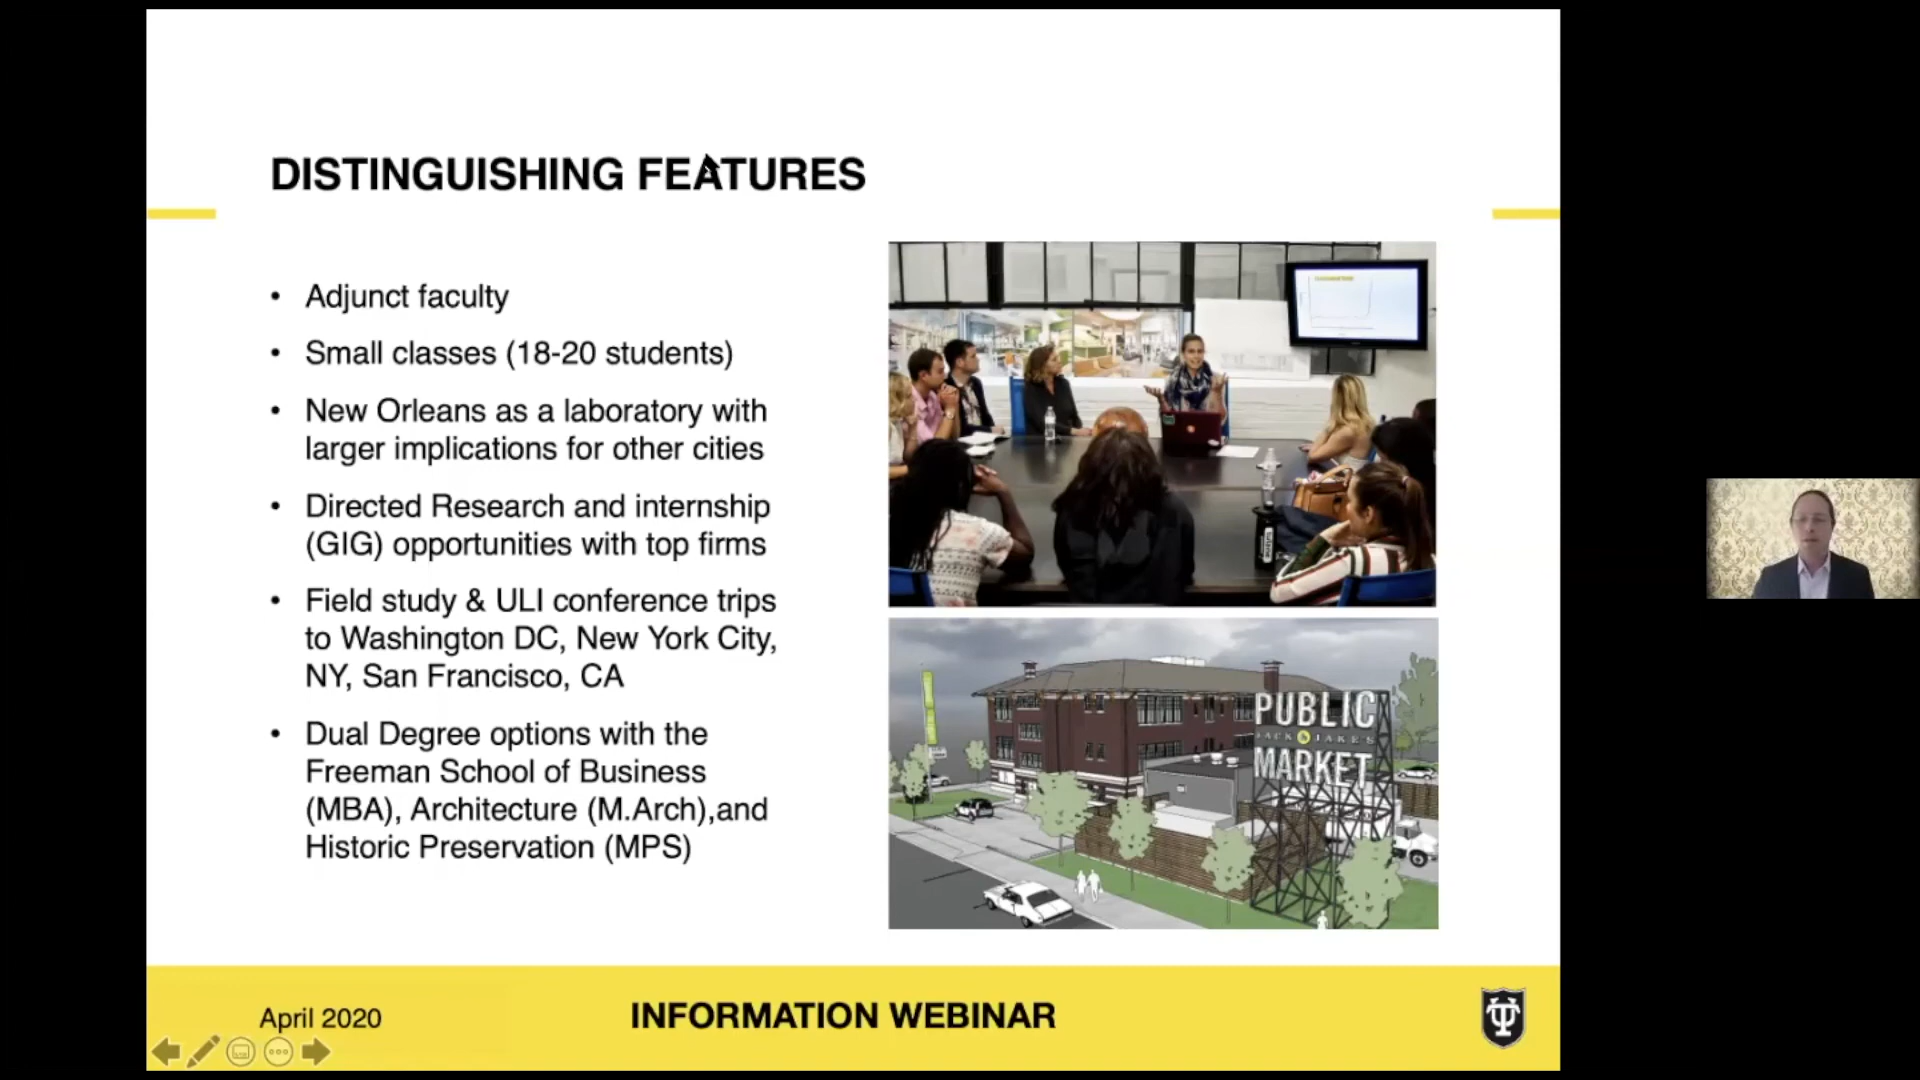 DISTINGUISHING FEATURES
• Adjunct faculty
• Small classes (18-20 students)
• New Orleans as a laboratory with
larger implications for other cities
• Directed Research and internship
(GIG) opportunities with top firms
• Field study & ULI conference trips
to Washington DC, New York City,
NY, San Francisco, CA
• Dual Degree options with the
Freeman School of Business
(MBA), Architecture (M.Arch),and
Historic Preservation (MPS)
PUBLIC
JACK & JAKE'S
MARKET
April 2020
INFORMATION WEBINAR